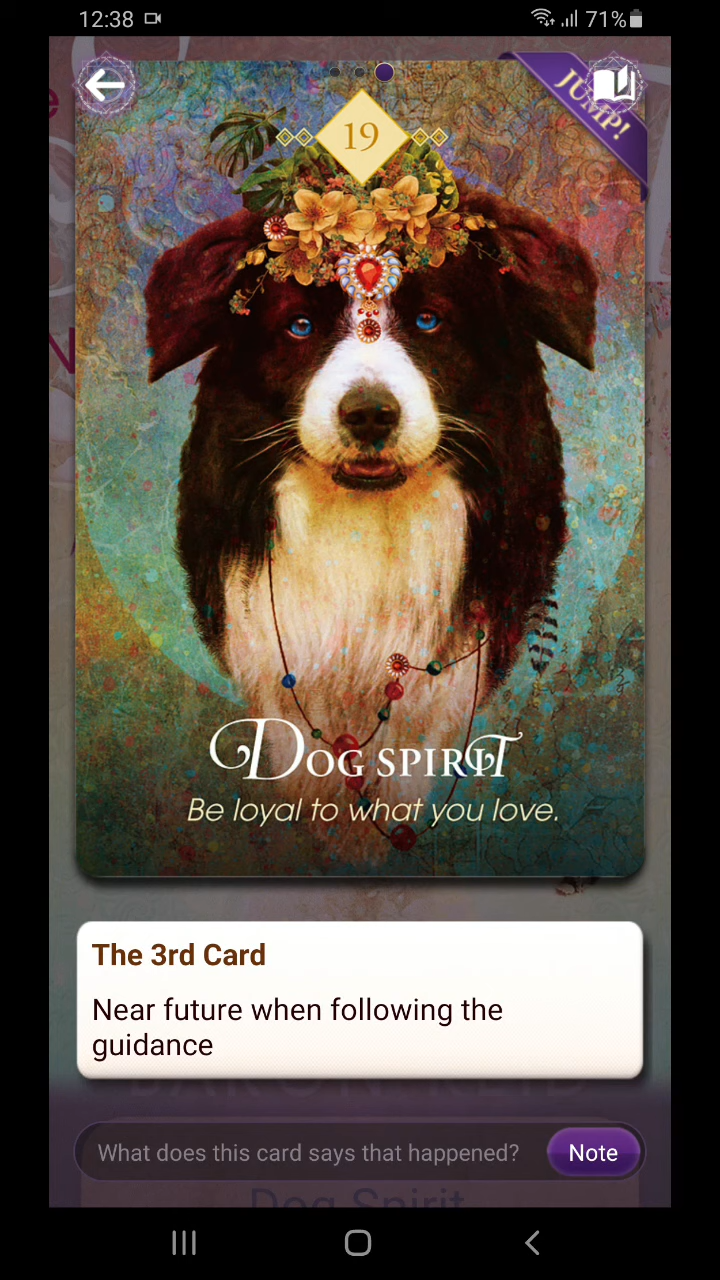 12:38
71%
JUMP!
19
DOG SPIRIT
Be loyal to what you love.
The 3rd Card
Near future when following the
guidance
What does this card says that happened?
Note
Dog Spirit